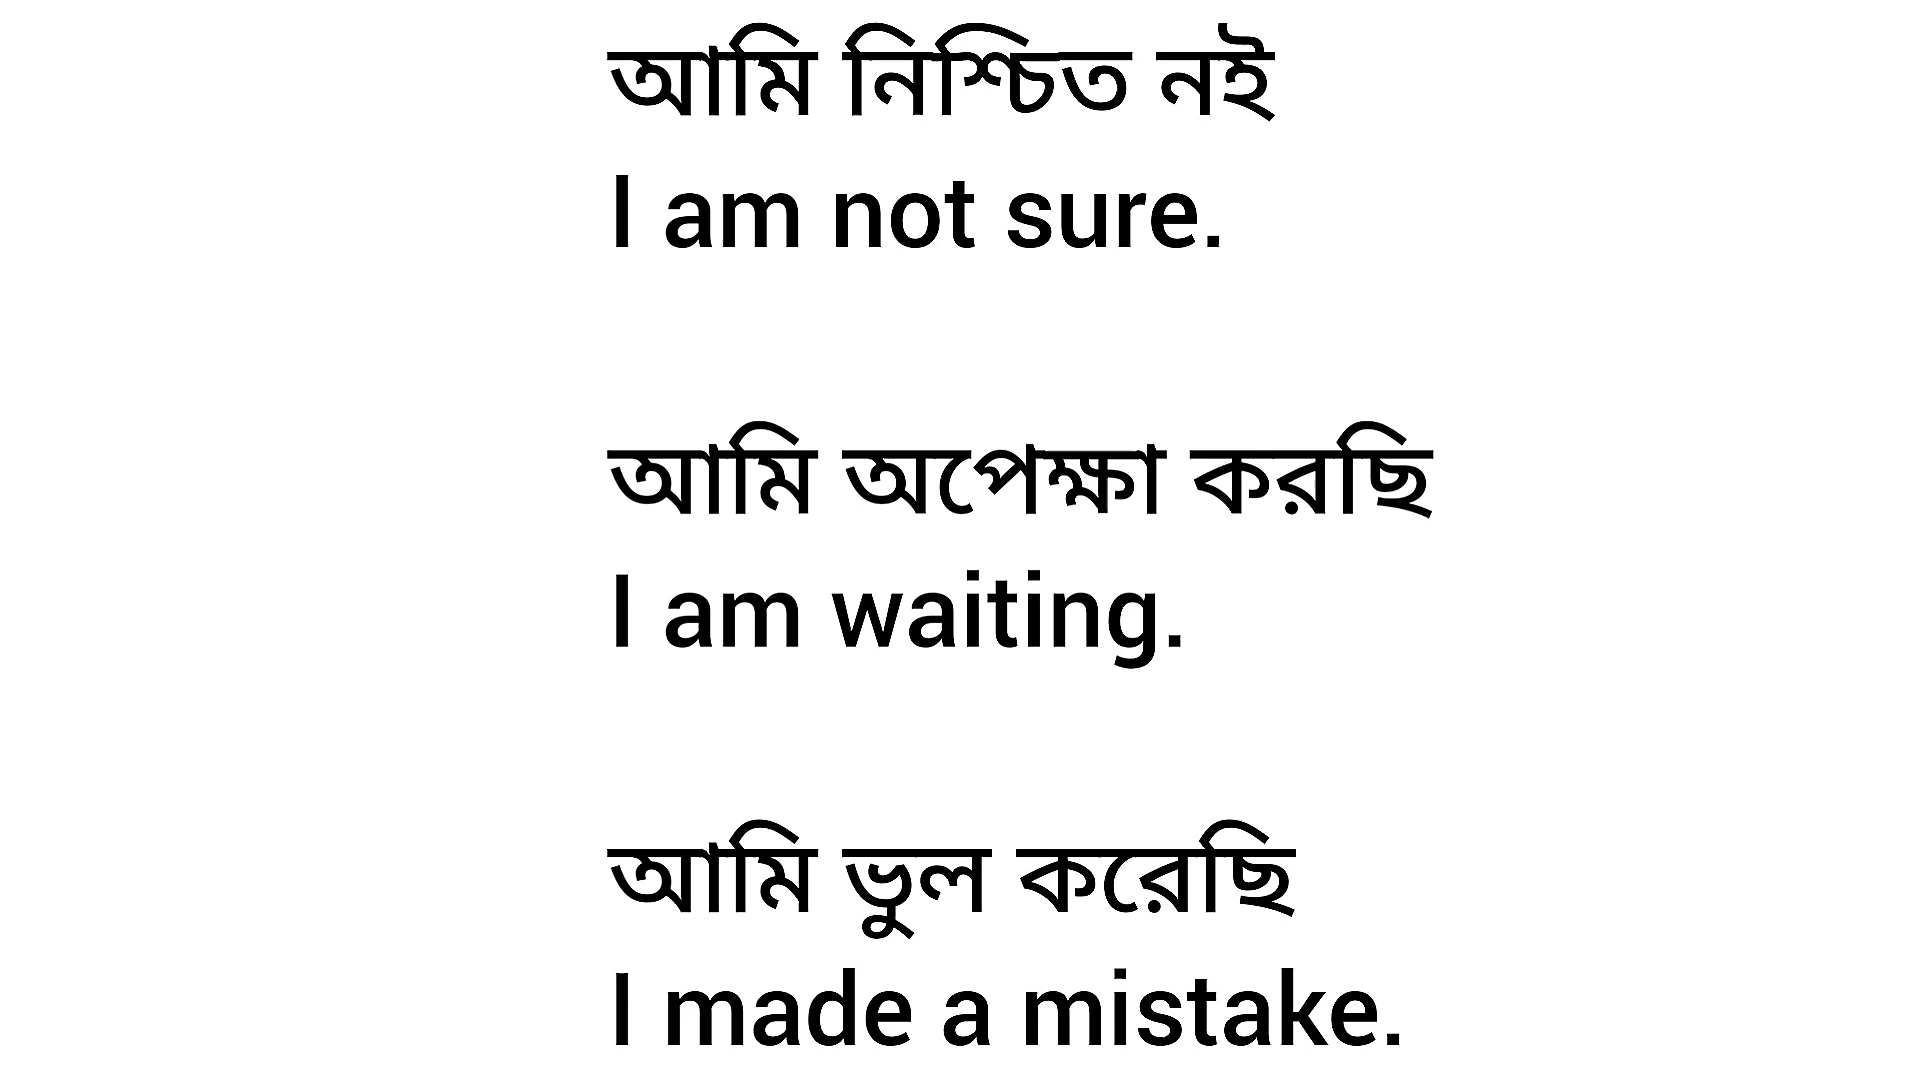 আমি নিশ্চিত নই
I am not sure.
আমি অপেক্ষা করছি
I am waiting.
আমি ভুল করেছি
I made a mistake.